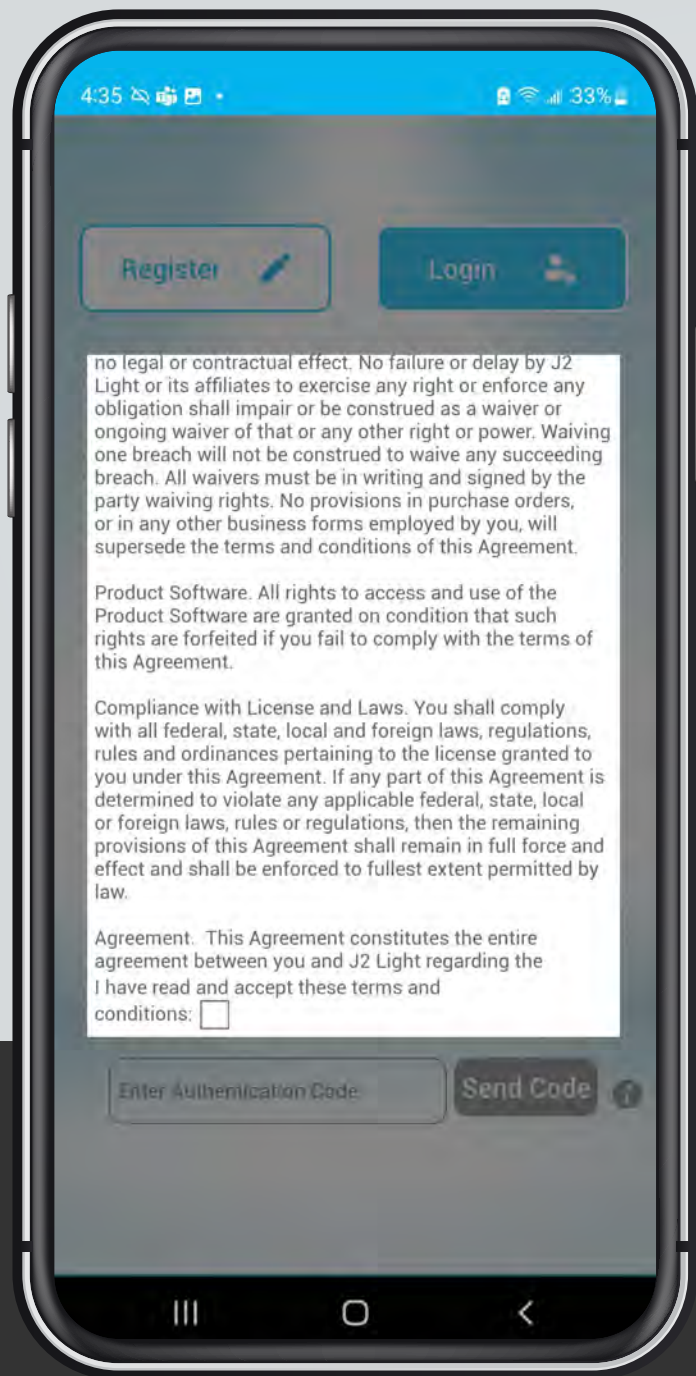 4:35
33%
Register
Login
no legal or contractual effect. No failure or delay by J2
Light or its affiliates to exercise any right or enforce any
obligation shall impair or be construed as a waiver or
ongoing waiver of that or any other right or power. Waiving
one breach will not be construed to waive any succeeding
breach. All waivers must be in writing and signed by the
party waiving rights. No provisions in purchase orders,
or in any other business forms employed by you, will
supersede the terms and conditions of this Agreement.
Product Software. All rights to access and use of the
Product Software are granted on condition that such
rights are forfeited if you fail to comply with the terms of
this Agreement.
Compliance with License and Laws. You shall comply
with all federal, state, local and foreign laws, regulations,
rules and ordinances pertaining to the license granted to
you under this Agreement. If any part of this Agreement is
determined to violate any applicable federal, state, local
or foreign laws, rules or regulations, then the remaining
provisions of this Agreement shall remain in full force and
effect and shall be enforced to fullest extent permitted by
law.
Agreement.  This Agreement constitutes the entire
agreement between you and J2 Light regarding the
I have read and accept these terms and
conditions:
Enter Authentication Code
Send Code